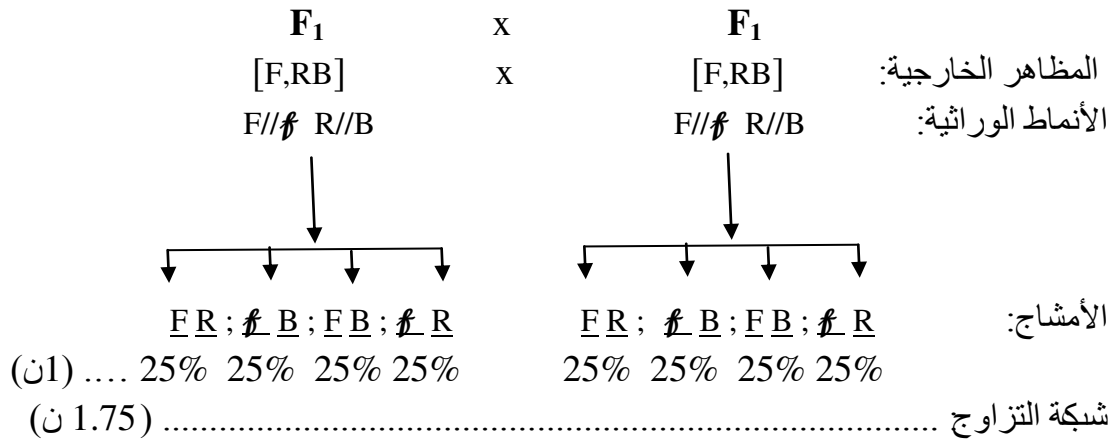 F₁ x F₁
المظاهر الخارجية: [F,RB] x [F,RB]
الأنماط الوراثية: F//𝒻 R//B F//𝒻 R//B
الأمشاج: F R ; 𝒻 B ; F B ; 𝒻 R F R ; 𝒻 B ; F B ; 𝒻 R
25% 25% 25% 25% 25% 25% 25% 25% .... (1ن)
شبكة التزاوج .................................................................................. (1.75 ن)